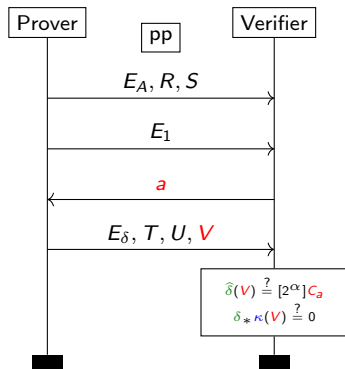 Prover pp Verifier
E_A, R, S
E_1
a
E_δ, T, U, V
δ̂(V) ≟ [2^α]C_a
δ_* κ(V) ≟ 0